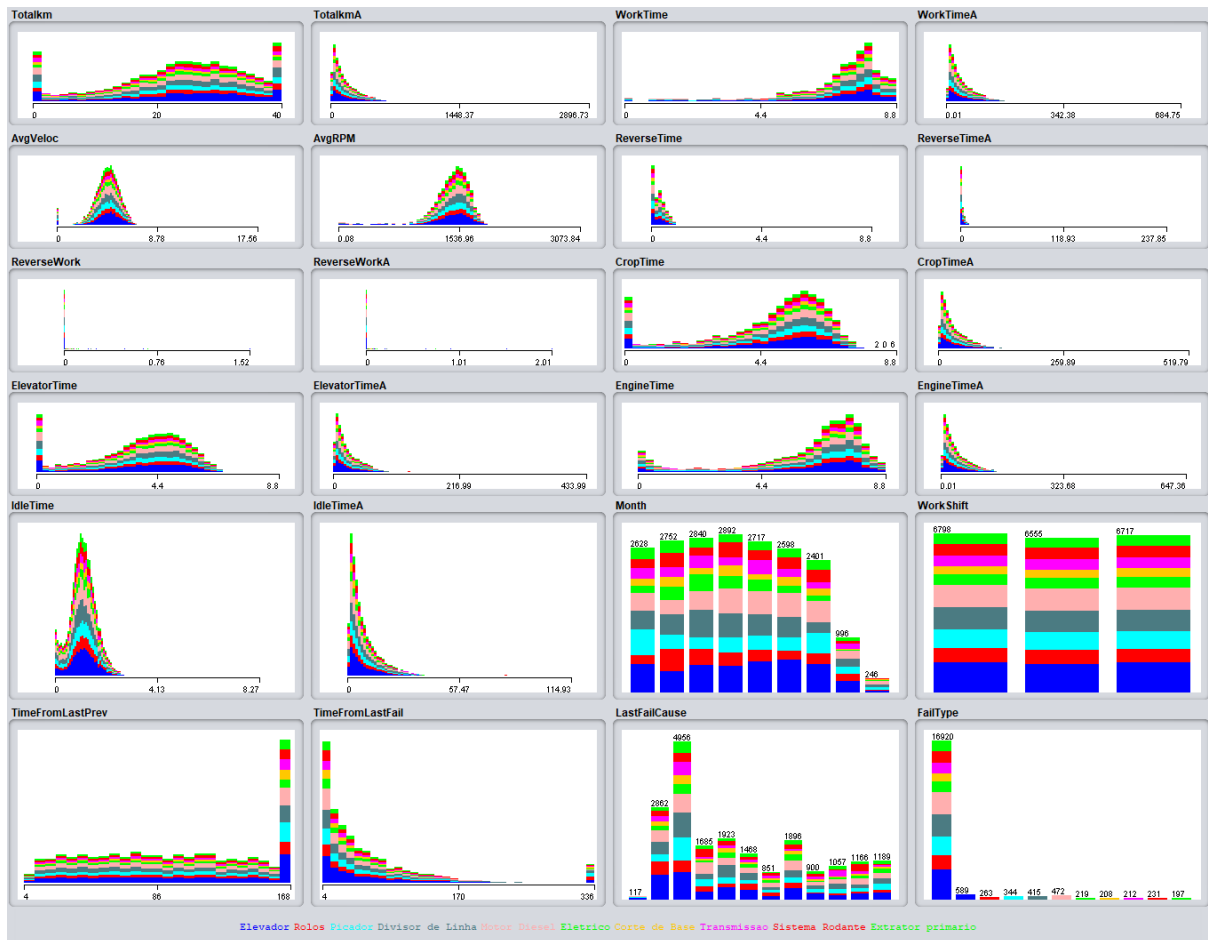 Totalkm TotalkmA WorkTime WorkTimeA
0 20 40 0 1448.37 2896.73 0 4.4 8.8 0.01 342.38 684.75
AvgVeloc AvgRPM ReverseTime ReverseTimeA
0 8.78 17.56 0.08 1536.96 3073.84 0 4.4 8.8 0 118.93 237.85
ReverseWork ReverseWorkA CropTime CropTimeA
2 0 6
0 0.76 1.52 0 1.01 2.01 0 4.4 8.8 0 259.89 519.79
ElevatorTime ElevatorTimeA EngineTime EngineTimeA
0 4.4 8.8 0 216.99 433.99 0 4.4 8.8 0.01 323.68 647.36
IdleTime IdleTimeA Month WorkShift
2628 2752 2840 2892 2717 2598 2401 996 246 6798 6555 6717
0 4.13 8.27 0 57.47 114.93
TimeFromLastPrev TimeFromLastFail LastFailCause FailType
117 2862 4956 1685 1923 1468 851 1896 900 1057 1166 1189 16920 589 263 344 415 472 219 208 212 231 197
4 86 168 4 170 336
Elevador Rolos Picador Divisor de Linha Motor Diesel Eletrico Corte de Base Transmissao Sistema Rodante Extrator primario